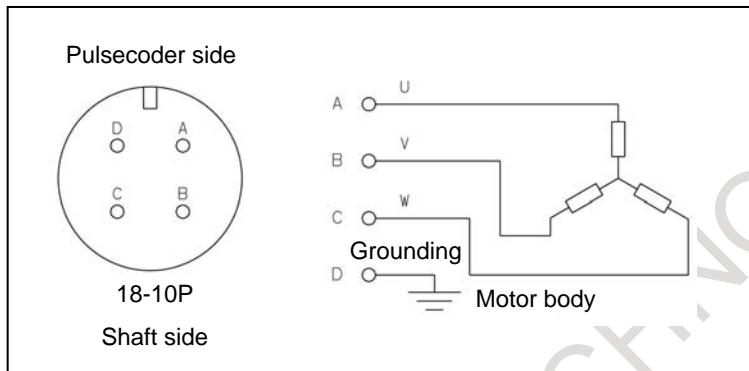 Pulsecoder side
D A
C B
18-10P
Shaft side
A U
B V
C W
Grounding
D
Motor body